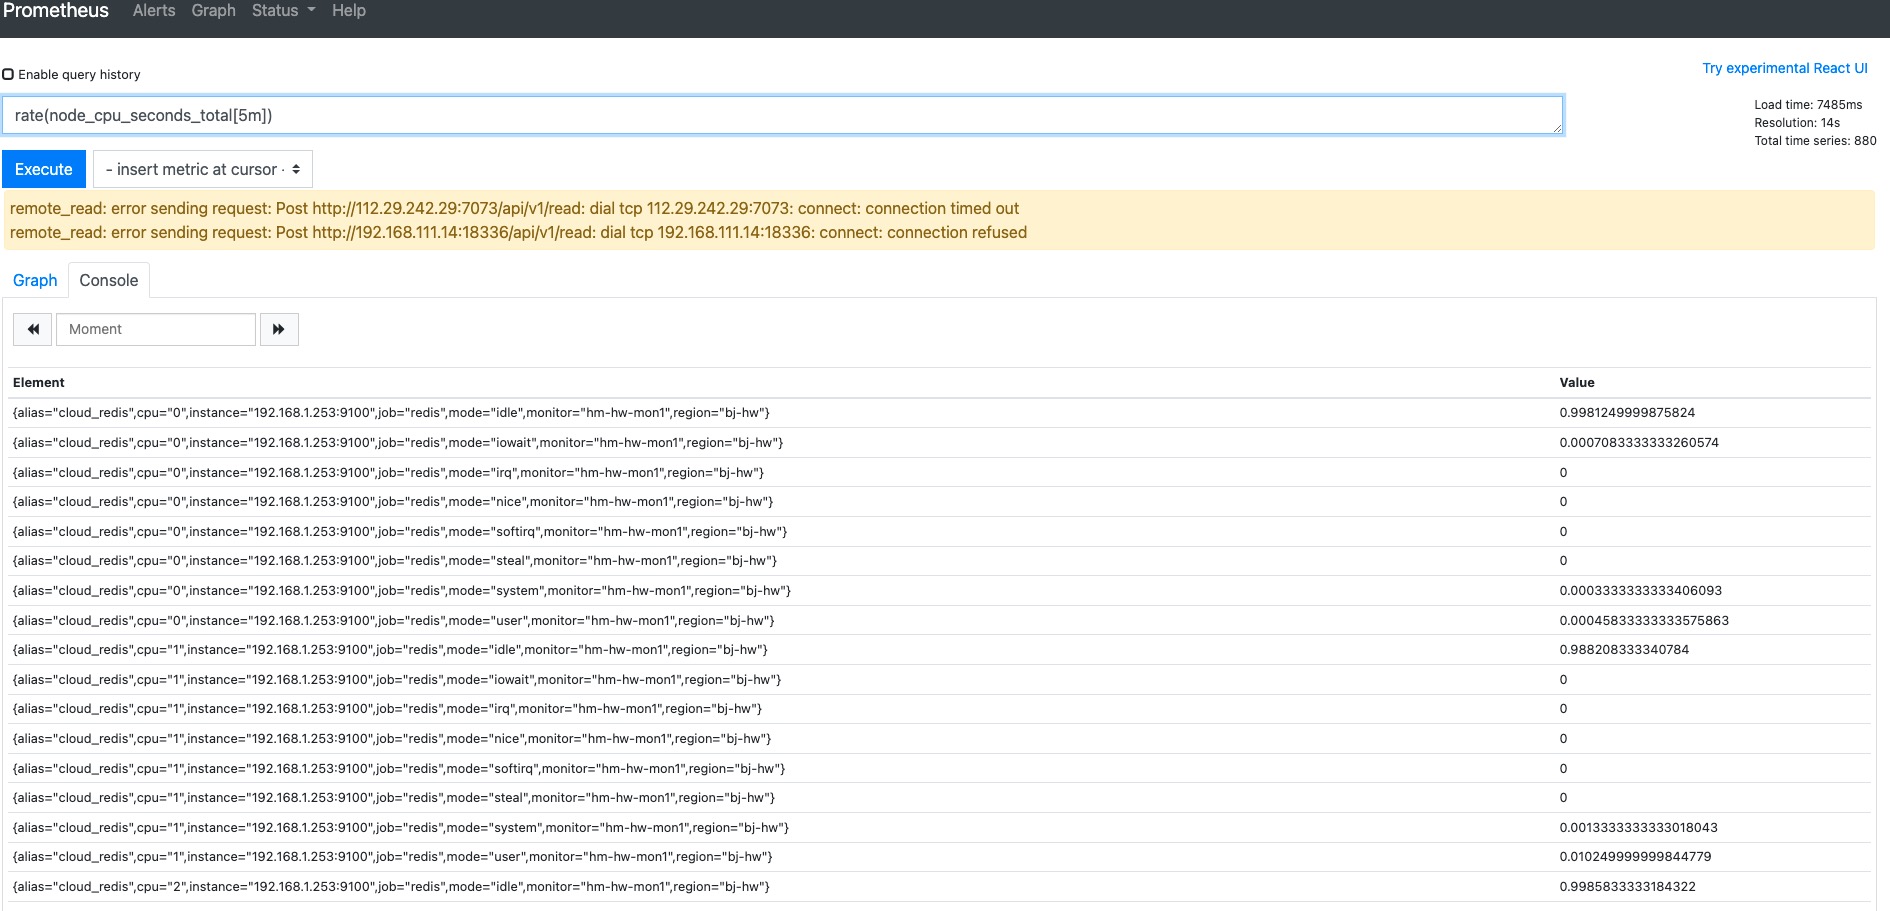 Prometheus Alerts Graph Status Help
Enable query history
Try experimental React UI
rate(node_cpu_seconds_total[5m])
Load time: 7485ms
Resolution: 14s
Total time series: 880
Execute - insert metric at cursor -
remote_read: error sending request: Post http://112.29.242.29:7073/api/v1/read: dial tcp 112.29.242.29:7073: connect: connection timed out
remote_read: error sending request: Post http://192.168.111.14:18336/api/v1/read: dial tcp 192.168.111.14:18336: connect: connection refused
Graph Console
Moment
Element Value
{alias="cloud_redis",cpu="0",instance="192.168.1.253:9100",job="redis",mode="idle",monitor="hm-hw-mon1",region="bj-hw"} 0.9981249999875824
{alias="cloud_redis",cpu="0",instance="192.168.1.253:9100",job="redis",mode="iowait",monitor="hm-hw-mon1",region="bj-hw"} 0.0007083333333260574
{alias="cloud_redis",cpu="0",instance="192.168.1.253:9100",job="redis",mode="irq",monitor="hm-hw-mon1",region="bj-hw"} 0
{alias="cloud_redis",cpu="0",instance="192.168.1.253:9100",job="redis",mode="nice",monitor="hm-hw-mon1",region="bj-hw"} 0
{alias="cloud_redis",cpu="0",instance="192.168.1.253:9100",job="redis",mode="softirq",monitor="hm-hw-mon1",region="bj-hw"} 0
{alias="cloud_redis",cpu="0",instance="192.168.1.253:9100",job="redis",mode="steal",monitor="hm-hw-mon1",region="bj-hw"} 0
{alias="cloud_redis",cpu="0",instance="192.168.1.253:9100",job="redis",mode="system",monitor="hm-hw-mon1",region="bj-hw"} 0.0003333333333406093
{alias="cloud_redis",cpu="0",instance="192.168.1.253:9100",job="redis",mode="user",monitor="hm-hw-mon1",region="bj-hw"} 0.00045833333333575863
{alias="cloud_redis",cpu="1",instance="192.168.1.253:9100",job="redis",mode="idle",monitor="hm-hw-mon1",region="bj-hw"} 0.988208333340784
{alias="cloud_redis",cpu="1",instance="192.168.1.253:9100",job="redis",mode="iowait",monitor="hm-hw-mon1",region="bj-hw"} 0
{alias="cloud_redis",cpu="1",instance="192.168.1.253:9100",job="redis",mode="irq",monitor="hm-hw-mon1",region="bj-hw"} 0
{alias="cloud_redis",cpu="1",instance="192.168.1.253:9100",job="redis",mode="nice",monitor="hm-hw-mon1",region="bj-hw"} 0
{alias="cloud_redis",cpu="1",instance="192.168.1.253:9100",job="redis",mode="softirq",monitor="hm-hw-mon1",region="bj-hw"} 0
{alias="cloud_redis",cpu="1",instance="192.168.1.253:9100",job="redis",mode="steal",monitor="hm-hw-mon1",region="bj-hw"} 0
{alias="cloud_redis",cpu="1",instance="192.168.1.253:9100",job="redis",mode="system",monitor="hm-hw-mon1",region="bj-hw"} 0.0013333333333018043
{alias="cloud_redis",cpu="1",instance="192.168.1.253:9100",job="redis",mode="user",monitor="hm-hw-mon1",region="bj-hw"} 0.010249999999844779
{alias="cloud_redis",cpu="2",instance="192.168.1.253:9100",job="redis",mode="idle",monitor="hm-hw-mon1",region="bj-hw"} 0.9985833333184322